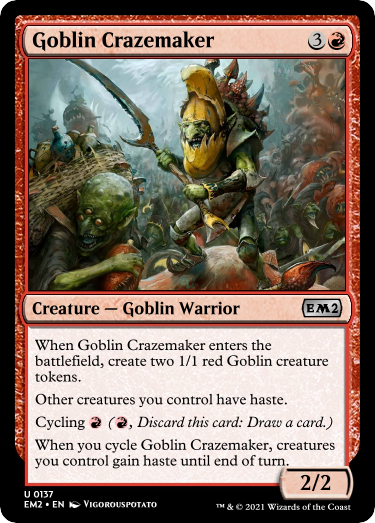 Goblin Crazemaker 3
Creature — Goblin Warrior EM2
When Goblin Crazemaker enters the
battlefield, create two 1/1 red Goblin creature
tokens.
Other creatures you control have haste.
Cycling (, Discard this card: Draw a card.)
When you cycle Goblin Crazemaker, creatures
you control gain haste until end of turn.
2/2
U 0137
EM2 • EN VIGOROUSPOTATO
™ & © 2021 Wizards of the Coast